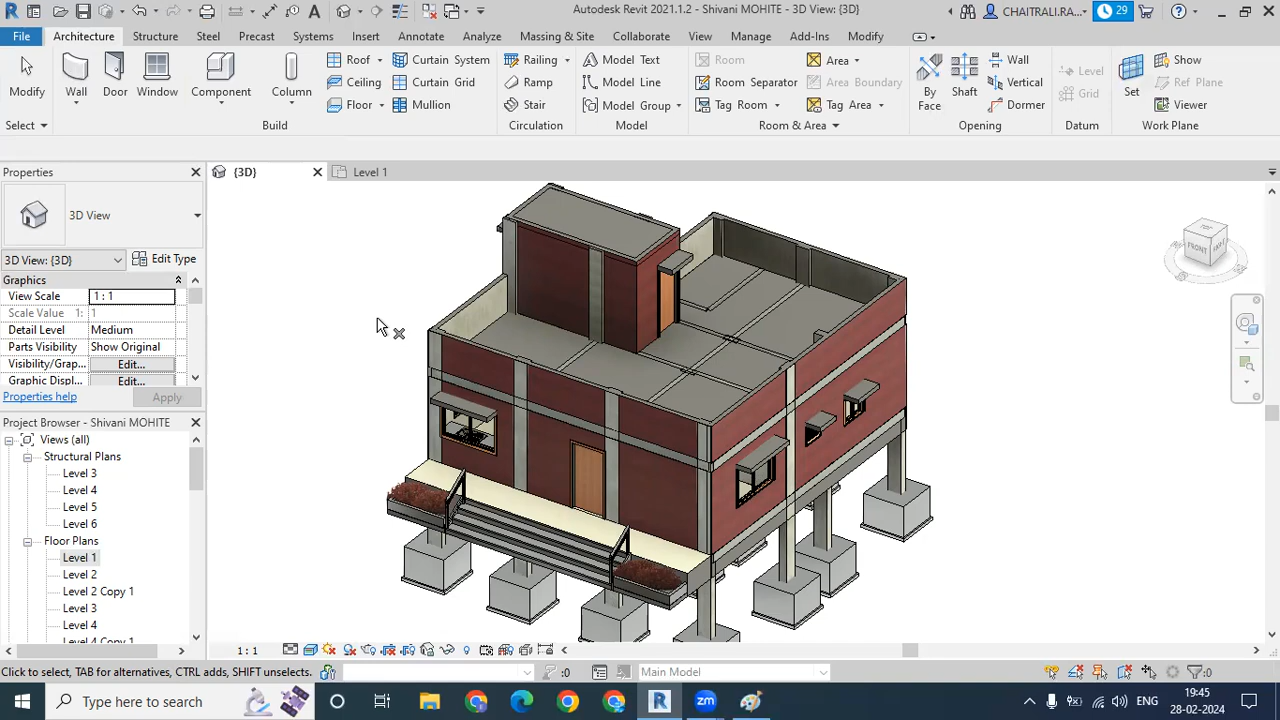 Autodesk Revit 2021.1.2 - Shivani MOHITE - 3D View: {3D}
CHAITRALI.RA...
29
File Architecture Structure Steel Precast Systems Insert Annotate Analyze Massing & Site Collaborate View Manage Add-Ins Modify
Modify
Wall
Door
Window
Component
Column
Roof
Ceiling
Floor
Curtain System
Curtain Grid
Mullion
Railing
Ramp
Stair
Model Text
Model Line
Model Group
Room
Room Separator
Tag Room
Area
Area Boundary
Tag Area
By Face
Shaft
Wall
Vertical
Dormer
Level
Grid
Set
Show
Ref Plane
Viewer
Select Build Circulation Model Room & Area Opening Datum Work Plane
Properties
{3D}
Level 1
3D View
3D View: {3D}
Edit Type
Graphics
View Scale 1 : 1
Scale Value 1: 1
Detail Level Medium
Parts Visibility Show Original
Visibility/Grap... Edit...
Graphic Displ... Edit...
Properties help
Apply
Project Browser - Shivani MOHITE
Views (all)
Structural Plans
Level 3
Level 4
Level 5
Level 6
Floor Plans
Level 1
Level 2
Level 2 Copy 1
Level 3
Level 4
Level 4 Copy 1
FRONT
1 : 1
Click to select, TAB for alternatives, CTRL adds, SHIFT unselects.
:0
Main Model
:0
Type here to search
zm
ENG
19:45
28-02-2024